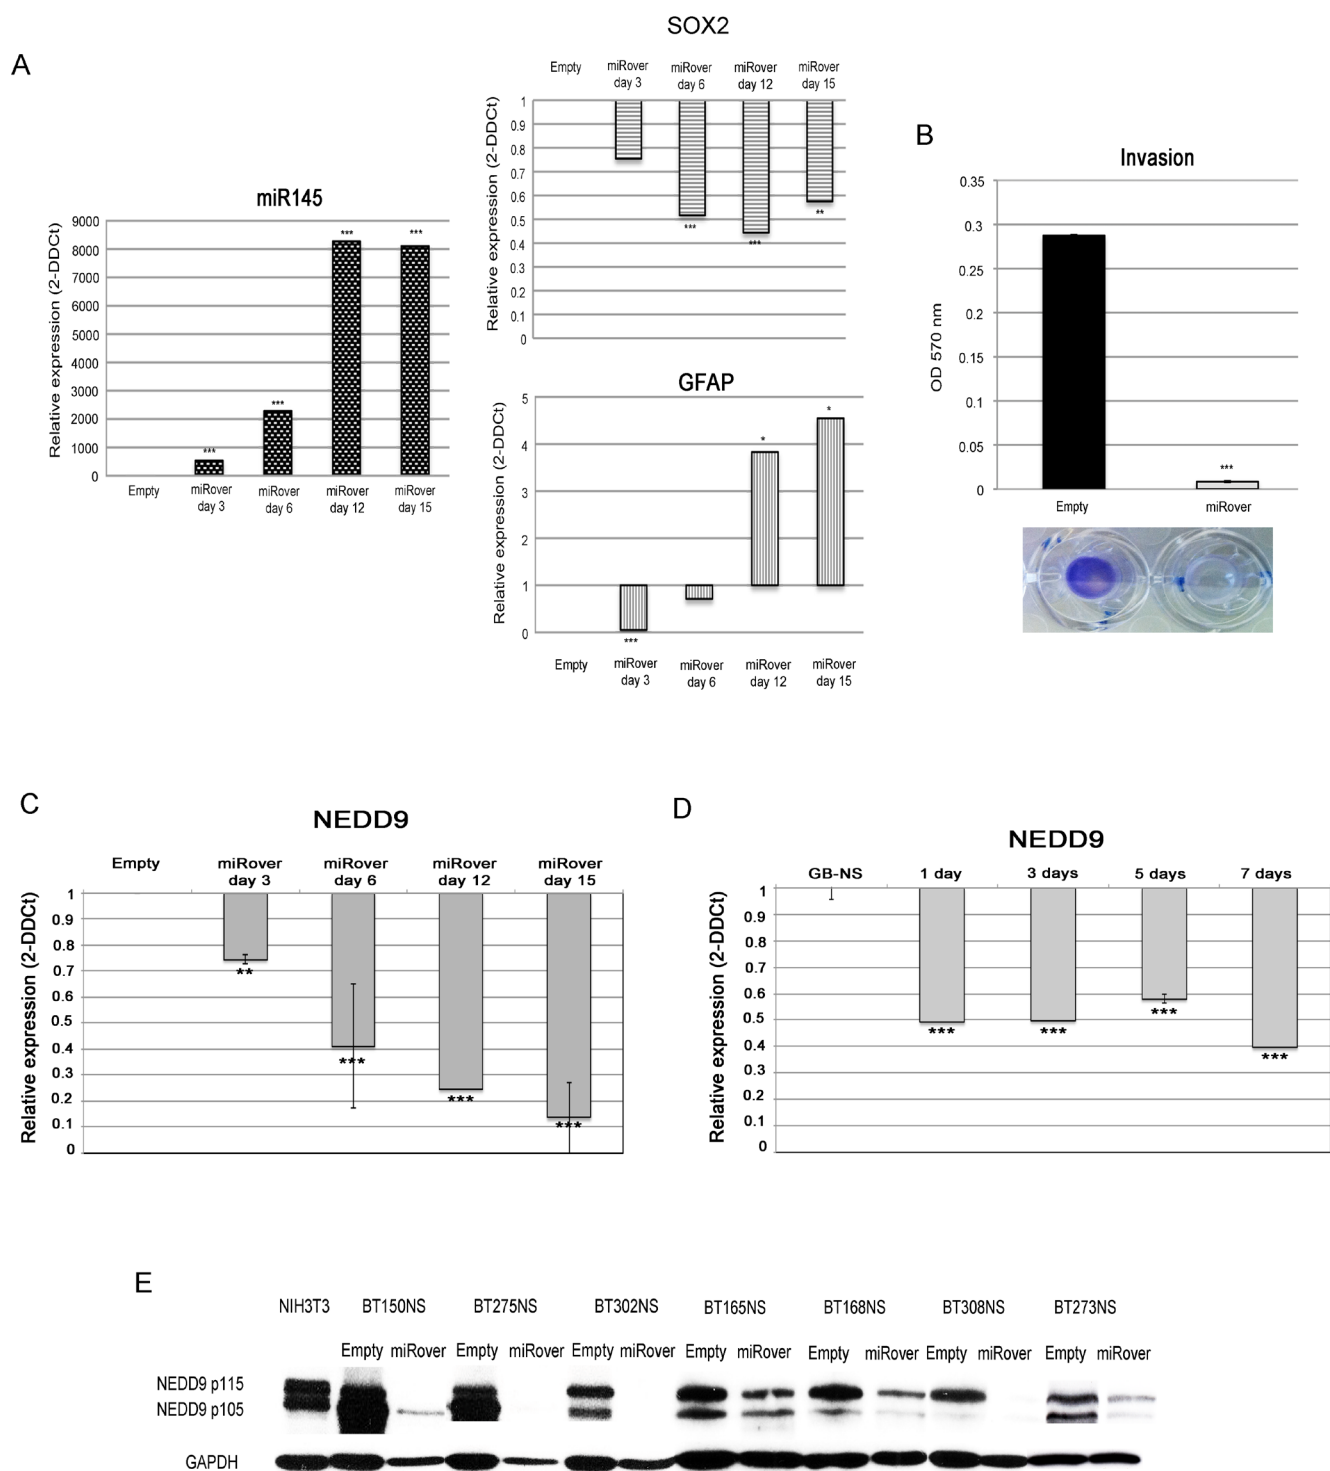 SOX2
A
Empty
miRover
day 3
miRover
day 6
miRover
day 12
miRover
day 15
Relative expression (2-DDCt)
1
0.9
0.8
0.7
0.6
0.5
0.4
0.3
0.2
0.1
0
***
***
**
miR145
Relative expression (2-DDCt)
9000
8000
7000
6000
5000
4000
3000
2000
1000
0
***
***
***
***
Empty
miRover
day 3
miRover
day 6
miRover
day 12
miRover
day 15
GFAP
Relative expression (2-DDCt)
5
4
3
2
1
0
***
*
*
Empty
miRover
day 3
miRover
day 6
miRover
day 12
miRover
day 15
B
Invasion
OD 570 nm
0.35
0.3
0.25
0.2
0.15
0.1
0.05
0
***
Empty
miRover
C
NEDD9
Empty
miRover
day 3
miRover
day 6
miRover
day 12
miRover
day 15
Relative expression (2-DDCt)
1
0.9
0.8
0.7
0.6
0.5
0.4
0.3
0.2
0.1
0
**
***
***
***
D
NEDD9
GB-NS 1 day 3 days 5 days 7 days
Relative expression (2-DDCt)
1
0.9
0.8
0.7
0.6
0.5
0.4
0.3
0.2
0.1
0
***
***
***
***
E
NIH3T3 BT150NS BT275NS BT302NS BT165NS BT168NS BT308NS BT273NS
Empty miRover Empty miRover Empty miRover Empty miRover Empty miRover Empty miRover Empty miRover
NEDD9 p115
NEDD9 p105
GAPDH